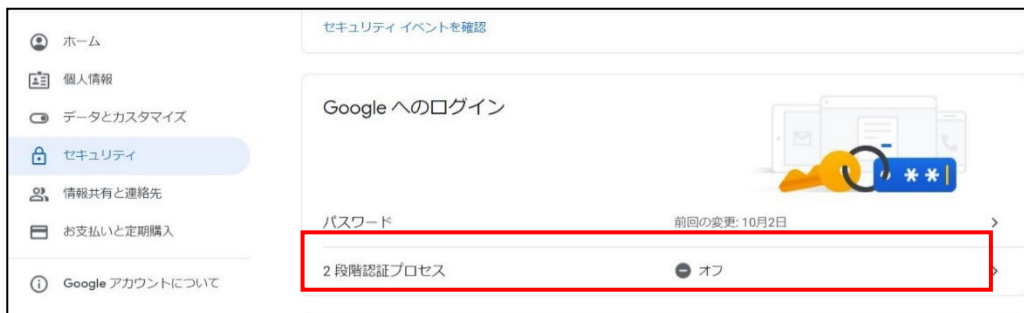 セキュリティ イベントを確認
ホーム
個人情報
データとカスタマイズ
セキュリティ
情報共有と連絡先
お支払いと定期購入
Google アカウントについて
Google へのログイン
**
パスワード
前回の変更: 10月2日
2 段階認証プロセス
オフ